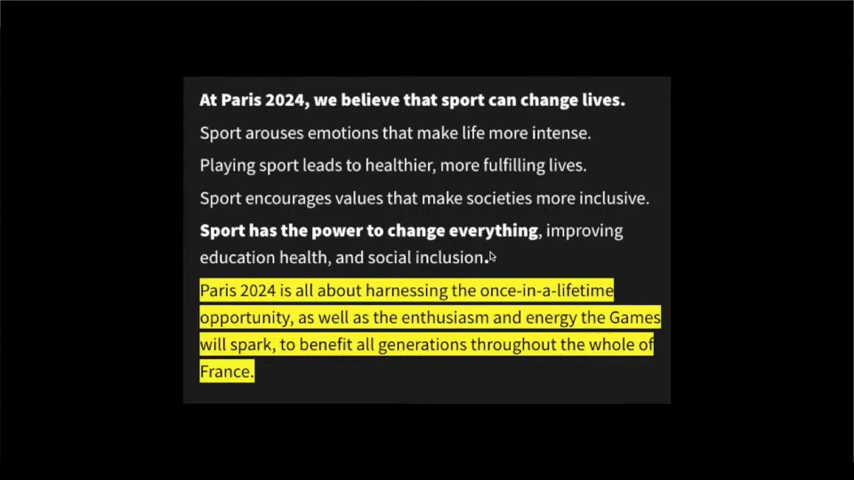 At Paris 2024, we believe that sport can change lives.
Sport arouses emotions that make life more intense.
Playing sport leads to healthier, more fulfilling lives.
Sport encourages values that make societies more inclusive.
Sport has the power to change everything, improving
education health, and social inclusion.
Paris 2024 is all about harnessing the once-in-a-lifetime
opportunity, as well as the enthusiasm and energy the Games
will spark, to benefit all generations throughout the whole of
France.